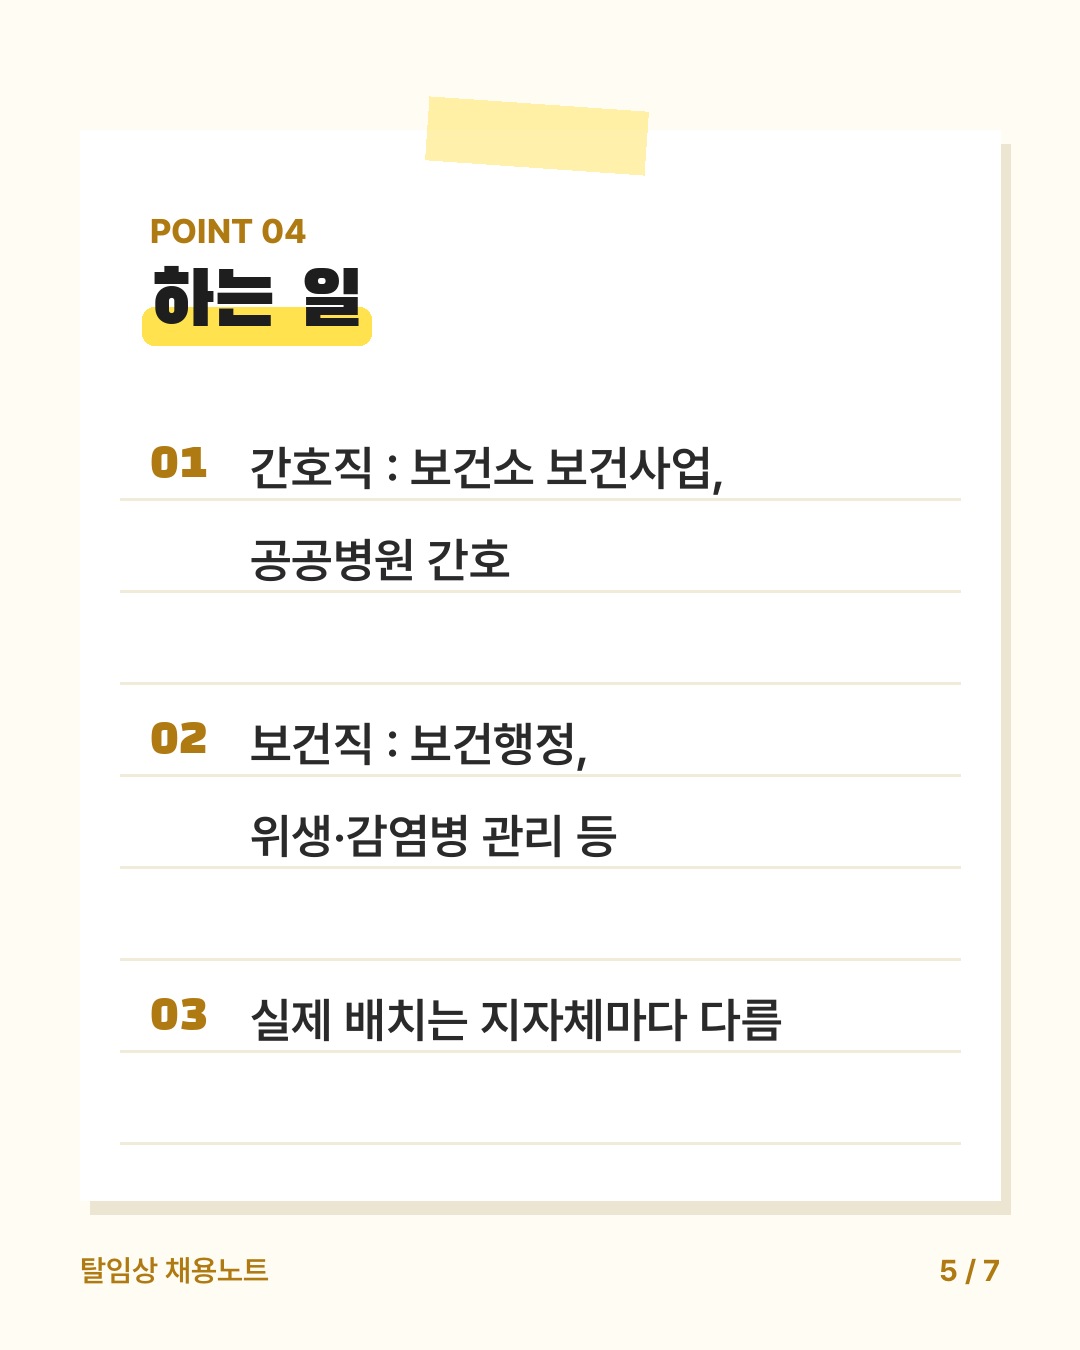 POINT 04
하는 일
01 간호직 : 보건소 보건사업,
공공병원 간호
02 보건직 : 보건행정,
위생·감염병 관리 등
03 실제 배치는 지자체마다 다름
탈임상 채용노트
5 / 7